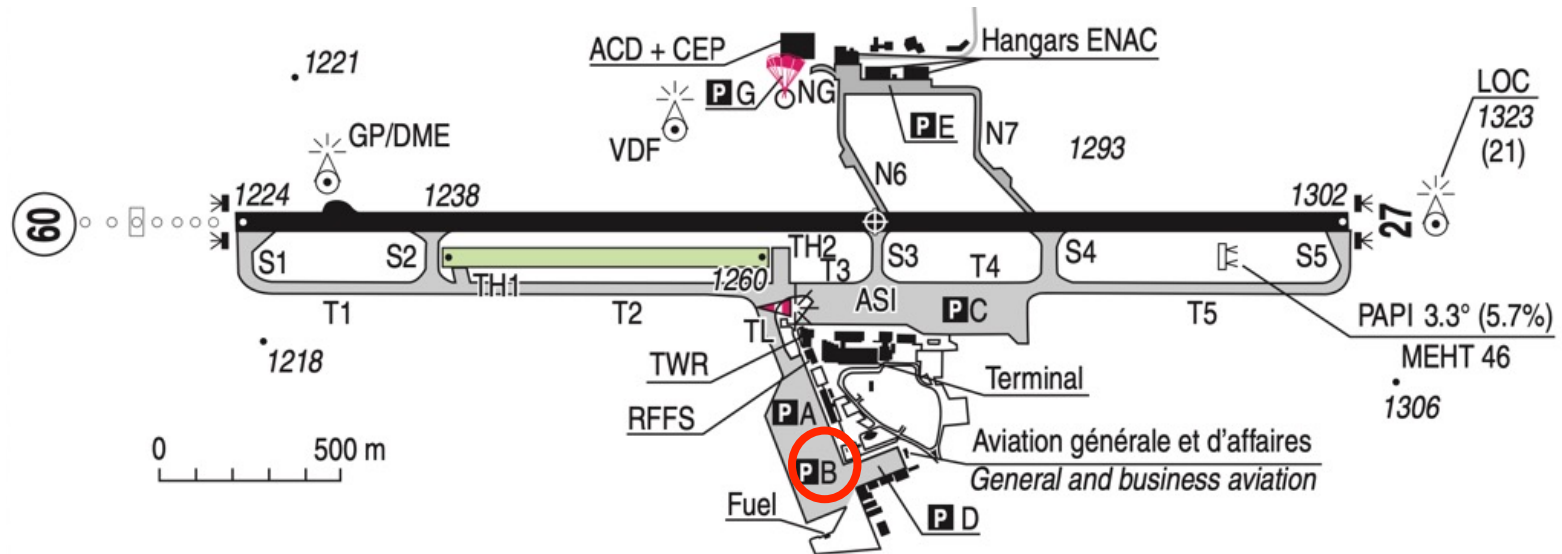 ACD + CEP
Hangars ENAC
1221
P G
NG
LOC
1323
(21)
GP/DME
VDF
P E
N7
1293
N6
09
1224
1238
1302
27
S1
S2
TH2
S3
S4
S5
TH1
1260
T3
T4
T1
T2
ASI
P C
T5
PAPI 3.3° (5.7%)
MEHT 46
1218
TL
TWR
Terminal
1306
RFFS
P A
0 500 m
Aviation générale et d'affaires
General and business aviation
P B
Fuel
P D